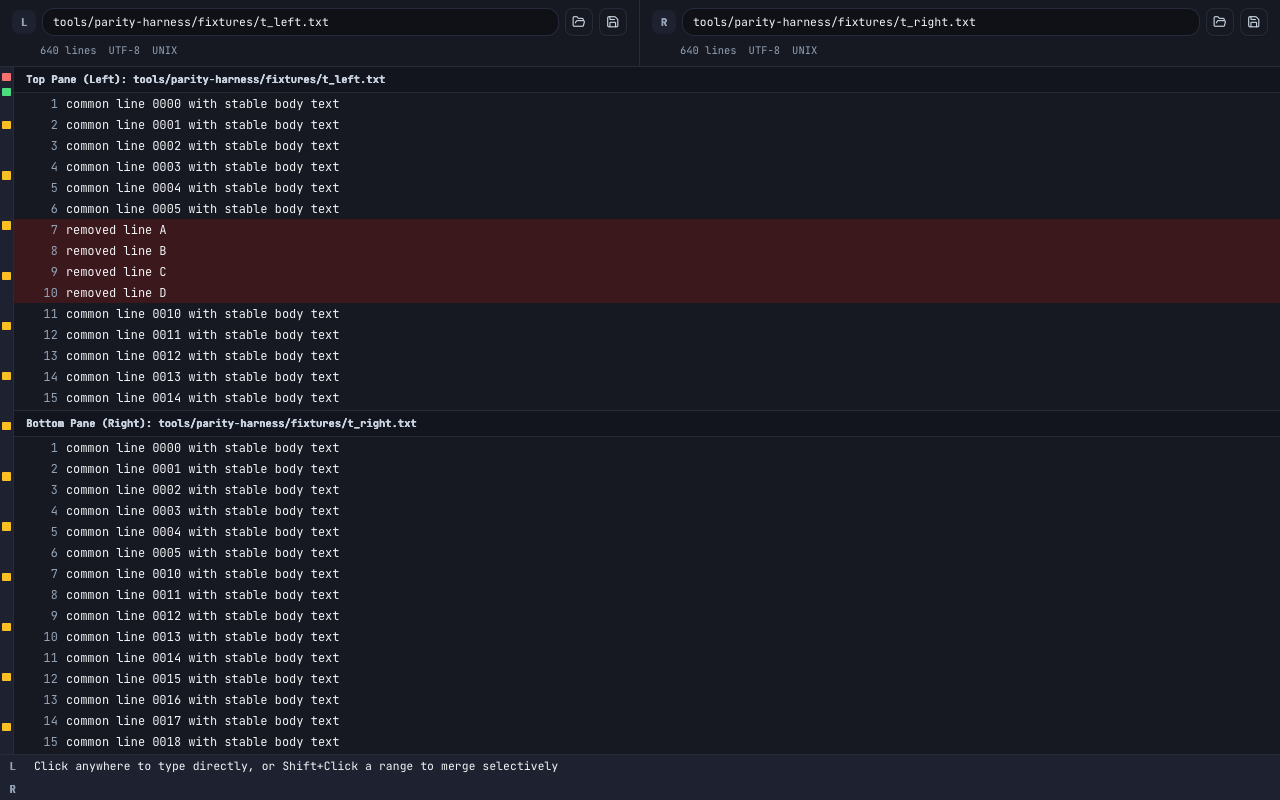 L tools/parity-harness/fixtures/t_left.txt
640 lines UTF-8 UNIX
R tools/parity-harness/fixtures/t_right.txt
640 lines UTF-8 UNIX
Top Pane (Left): tools/parity-harness/fixtures/t_left.txt
1 common line 0000 with stable body text
2 common line 0001 with stable body text
3 common line 0002 with stable body text
4 common line 0003 with stable body text
5 common line 0004 with stable body text
6 common line 0005 with stable body text
7 removed line A
8 removed line B
9 removed line C
10 removed line D
11 common line 0010 with stable body text
12 common line 0011 with stable body text
13 common line 0012 with stable body text
14 common line 0013 with stable body text
15 common line 0014 with stable body text
Bottom Pane (Right): tools/parity-harness/fixtures/t_right.txt
1 common line 0000 with stable body text
2 common line 0001 with stable body text
3 common line 0002 with stable body text
4 common line 0003 with stable body text
5 common line 0004 with stable body text
6 common line 0005 with stable body text
7 common line 0010 with stable body text
8 common line 0011 with stable body text
9 common line 0012 with stable body text
10 common line 0013 with stable body text
11 common line 0014 with stable body text
12 common line 0015 with stable body text
13 common line 0016 with stable body text
14 common line 0017 with stable body text
15 common line 0018 with stable body text
L Click anywhere to type directly, or Shift+Click a range to merge selectively
R